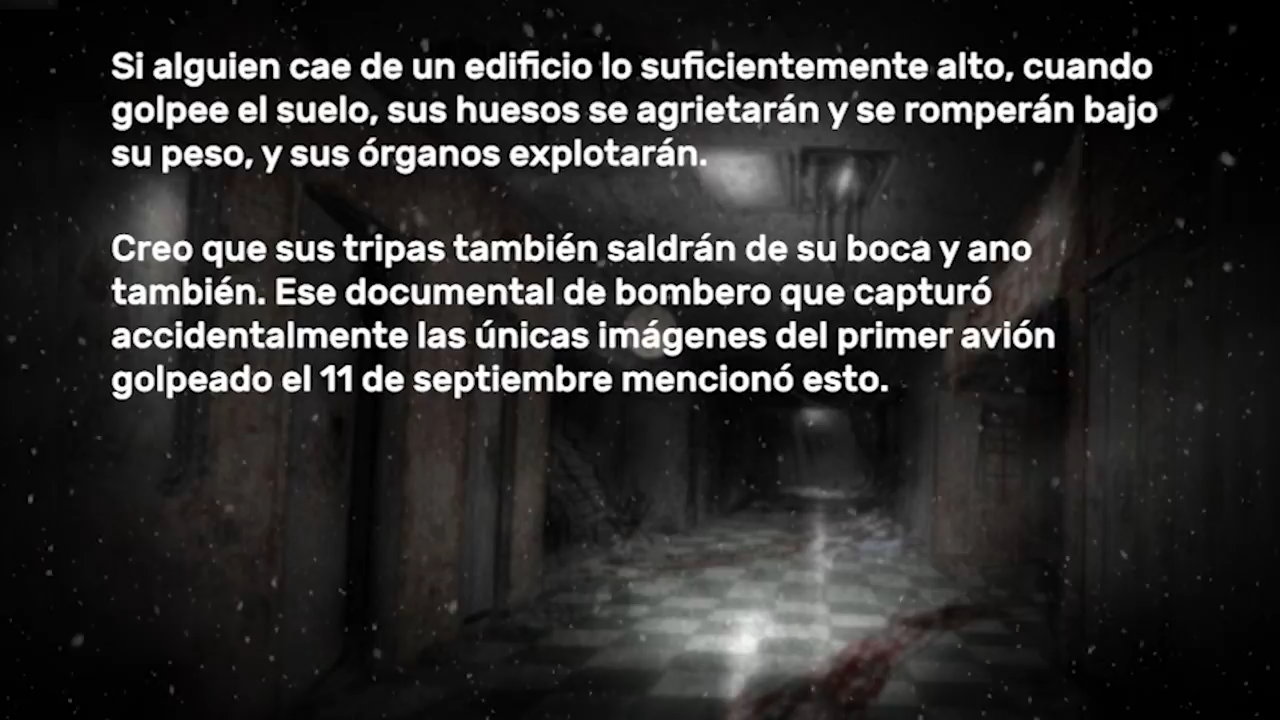 Si alguien cae de un edificio lo suficientemente alto, cuando
golpee el suelo, sus huesos se agrietarán y se romperán bajo
su peso, y sus órganos explotarán.
Creo que sus tripas también saldrán de su boca y ano
también. Ese documental de bombero que capturó
accidentalmente las únicas imágenes del primer avión
golpeado el 11 de septiembre mencionó esto.